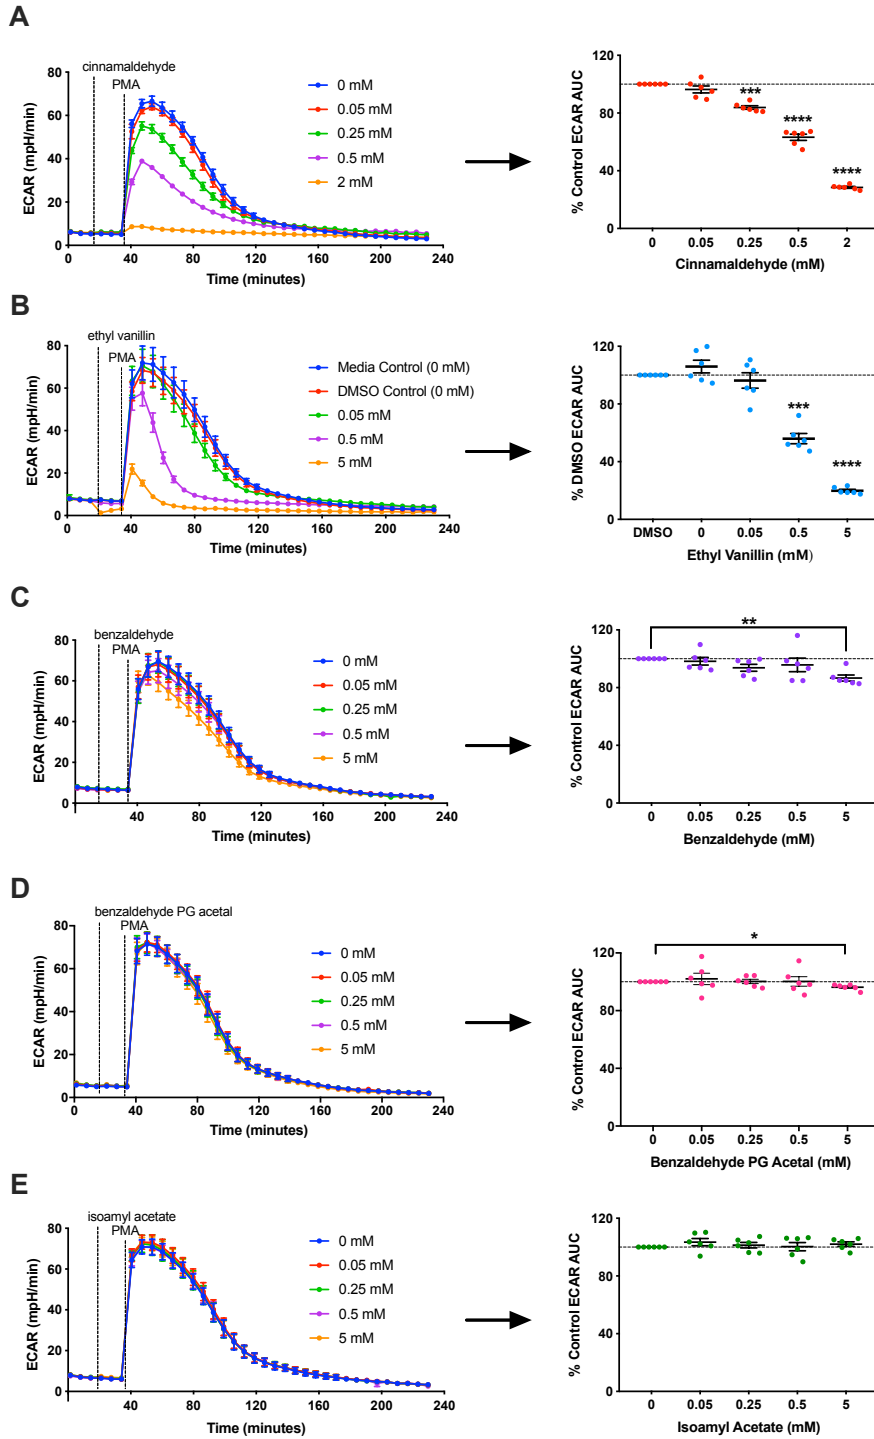 A
cinnamaldehyde
PMA
ECAR (mpH/min)
80
60
40
20
0
0 40 80 120 160 200 240
Time (minutes)
0 mM
0.05 mM
0.25 mM
0.5 mM
2 mM
% Control ECAR AUC
120
80
40
0
***
****
****
0 0.05 0.25 0.5 2
Cinnamaldehyde (mM)
B
ethyl vanillin
PMA
ECAR (mpH/min)
80
60
40
20
0
0 40 80 120 160 200 240
Time (minutes)
Media Control (0 mM)
DMSO Control (0 mM)
0.05 mM
0.5 mM
5 mM
% DMSO ECAR AUC
120
80
40
0
***
****
DMSO 0 0.05 0.5 5
Ethyl Vanillin (mM)
C
benzaldehyde
PMA
ECAR (mpH/min)
80
60
40
20
0
40 80 120 160 200 240
Time (minutes)
0 mM
0.05 mM
0.25 mM
0.5 mM
5 mM
% Control ECAR AUC
120
80
40
0
**
0 0.05 0.25 0.5 5
Benzaldehyde (mM)
D
benzaldehyde PG acetal
PMA
ECAR (mpH/min)
80
60
40
20
0
0 40 80 120 160 200 240
Time (minutes)
0 mM
0.05 mM
0.25 mM
0.5 mM
5 mM
% Control ECAR AUC
120
80
40
0
*
0 0.05 0.25 0.5 5
Benzaldehyde PG Acetal (mM)
E
isoamyl acetate
PMA
ECAR (mpH/min)
80
60
40
20
0
0 40 80 120 160 200 240
Time (minutes)
0 mM
0.05 mM
0.25 mM
0.5 mM
5 mM
% Control ECAR AUC
120
80
40
0
0 0.05 0.25 0.5 5
Isoamyl Acetate (mM)